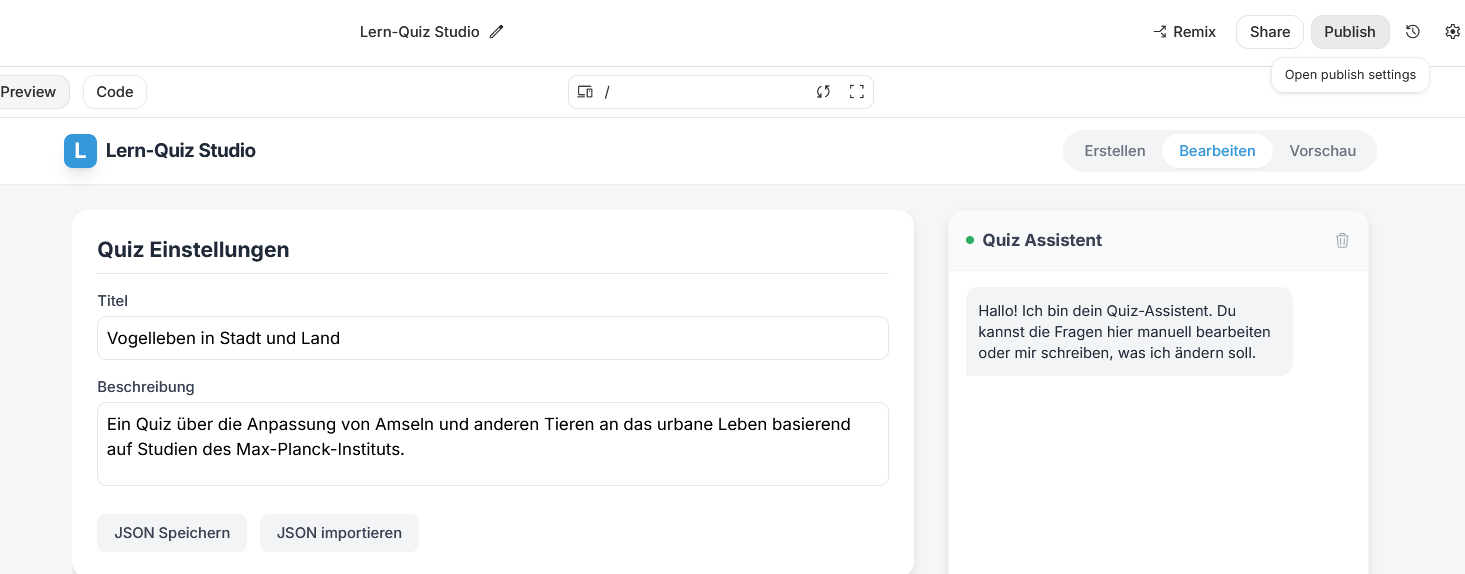 Lern-Quiz Studio
Remix
Share
Publish
Open publish settings
Preview
Code
/
L
Lern-Quiz Studio
Erstellen
Bearbeiten
Vorschau
Quiz Einstellungen
Titel
Vogelleben in Stadt und Land
Beschreibung
Ein Quiz über die Anpassung von Amseln und anderen Tieren an das urbane Leben basierend
auf Studien des Max-Planck-Instituts.
JSON Speichern
JSON importieren
Quiz Assistent
Hallo! Ich bin dein Quiz-Assistent. Du
kannst die Fragen hier manuell bearbeiten
oder mir schreiben, was ich ändern soll.